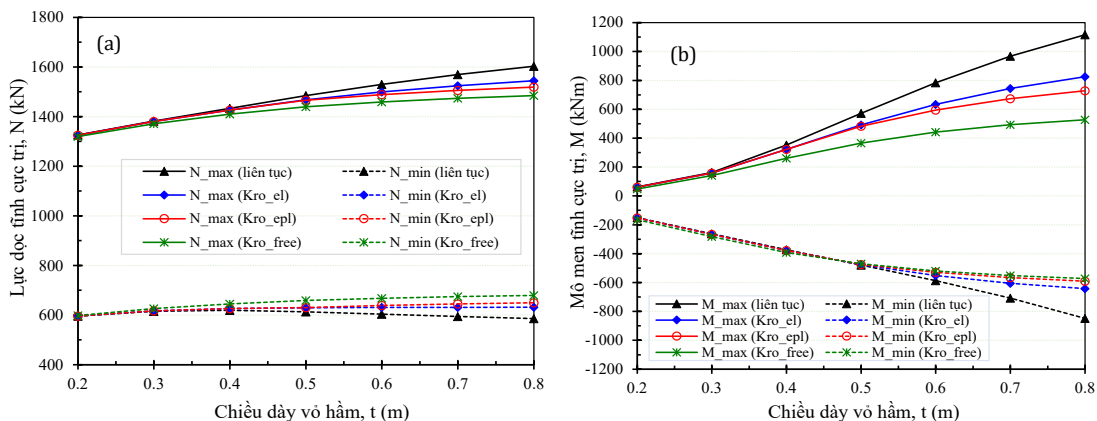 (a)
Lực dọc tĩnh cực trị, N (kN)
1800
1600
1400
1200
1000
800
600
400
N_max (liên tục) N_min (liên tục)
N_max (Kro_el) N_min (Kro_el)
N_max (Kro_epl) N_min (Kro_epl)
N_max (Kro_free) N_min (Kro_free)
0.2 0.3 0.4 0.5 0.6 0.7 0.8
Chiều dày vỏ hầm, t (m)
(b)
Mô men tĩnh cực trị, M (kNm)
1200
1000
800
600
400
200
0
-200
-400
-600
-800
-1000
-1200
M_max (liên tục) M_min (liên tục)
M_max (Kro_el) M_min (Kro_el)
M_max (Kro_epl) M_min (Kro_epl)
M_max (Kro_free) M_min (Kro_free)
0.2 0.3 0.4 0.5 0.6 0.7 0.8
Chiều dày vỏ hầm, t (m)